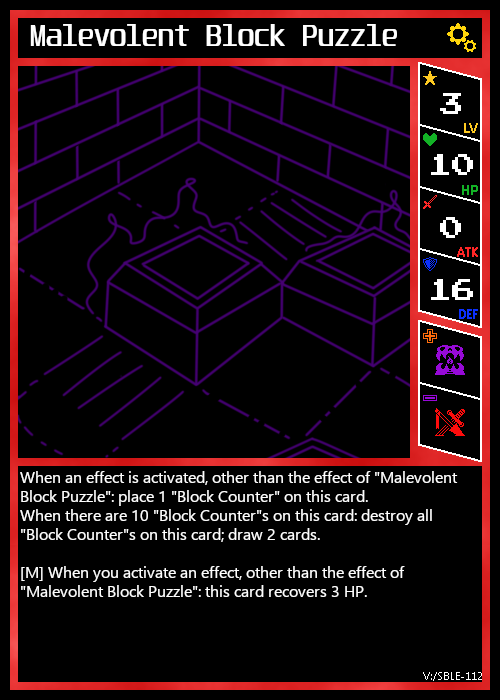 Malevolent Block Puzzle
3
LV
10
HP
0
ATK
16
DEF
When an effect is activated, other than the effect of "Malevolent
Block Puzzle": place 1 "Block Counter" on this card.
When there are 10 "Block Counter"s on this card: destroy all
"Block Counter"s on this card; draw 2 cards.
[M] When you activate an effect, other than the effect of
"Malevolent Block Puzzle": this card recovers 3 HP.
V:/SBLE-112